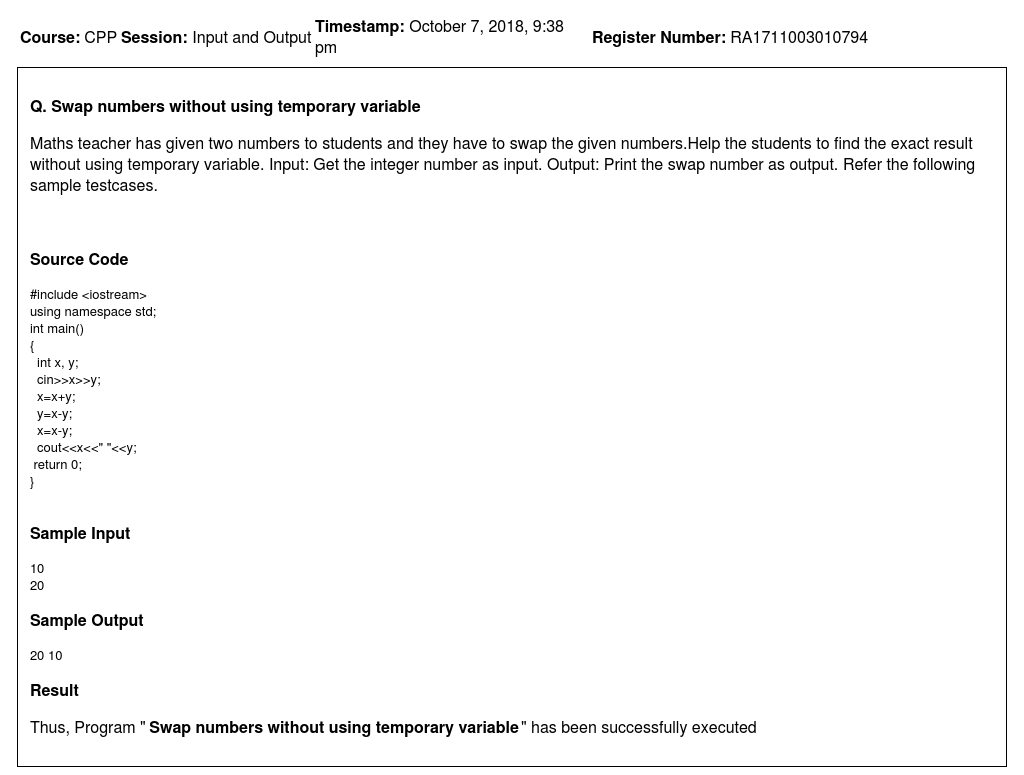 Course: CPP Session: Input and Output Timestamp: October 7, 2018, 9:38
pm Register Number: RA1711003010794
Q. Swap numbers without using temporary variable
Maths teacher has given two numbers to students and they have to swap the given numbers.Help the students to find the exact result
without using temporary variable. Input: Get the integer number as input. Output: Print the swap number as output. Refer the following
sample testcases.
Source Code
#include <iostream>
using namespace std;
int main()
{
  int x, y;
  cin>>x>>y;
  x=x+y;
  y=x-y;
  x=x-y;
  cout<<x<<" "<<y;
 return 0;
}
Sample Input
10
20
Sample Output
20 10
Result
Thus, Program " Swap numbers without using temporary variable" has been successfully executed